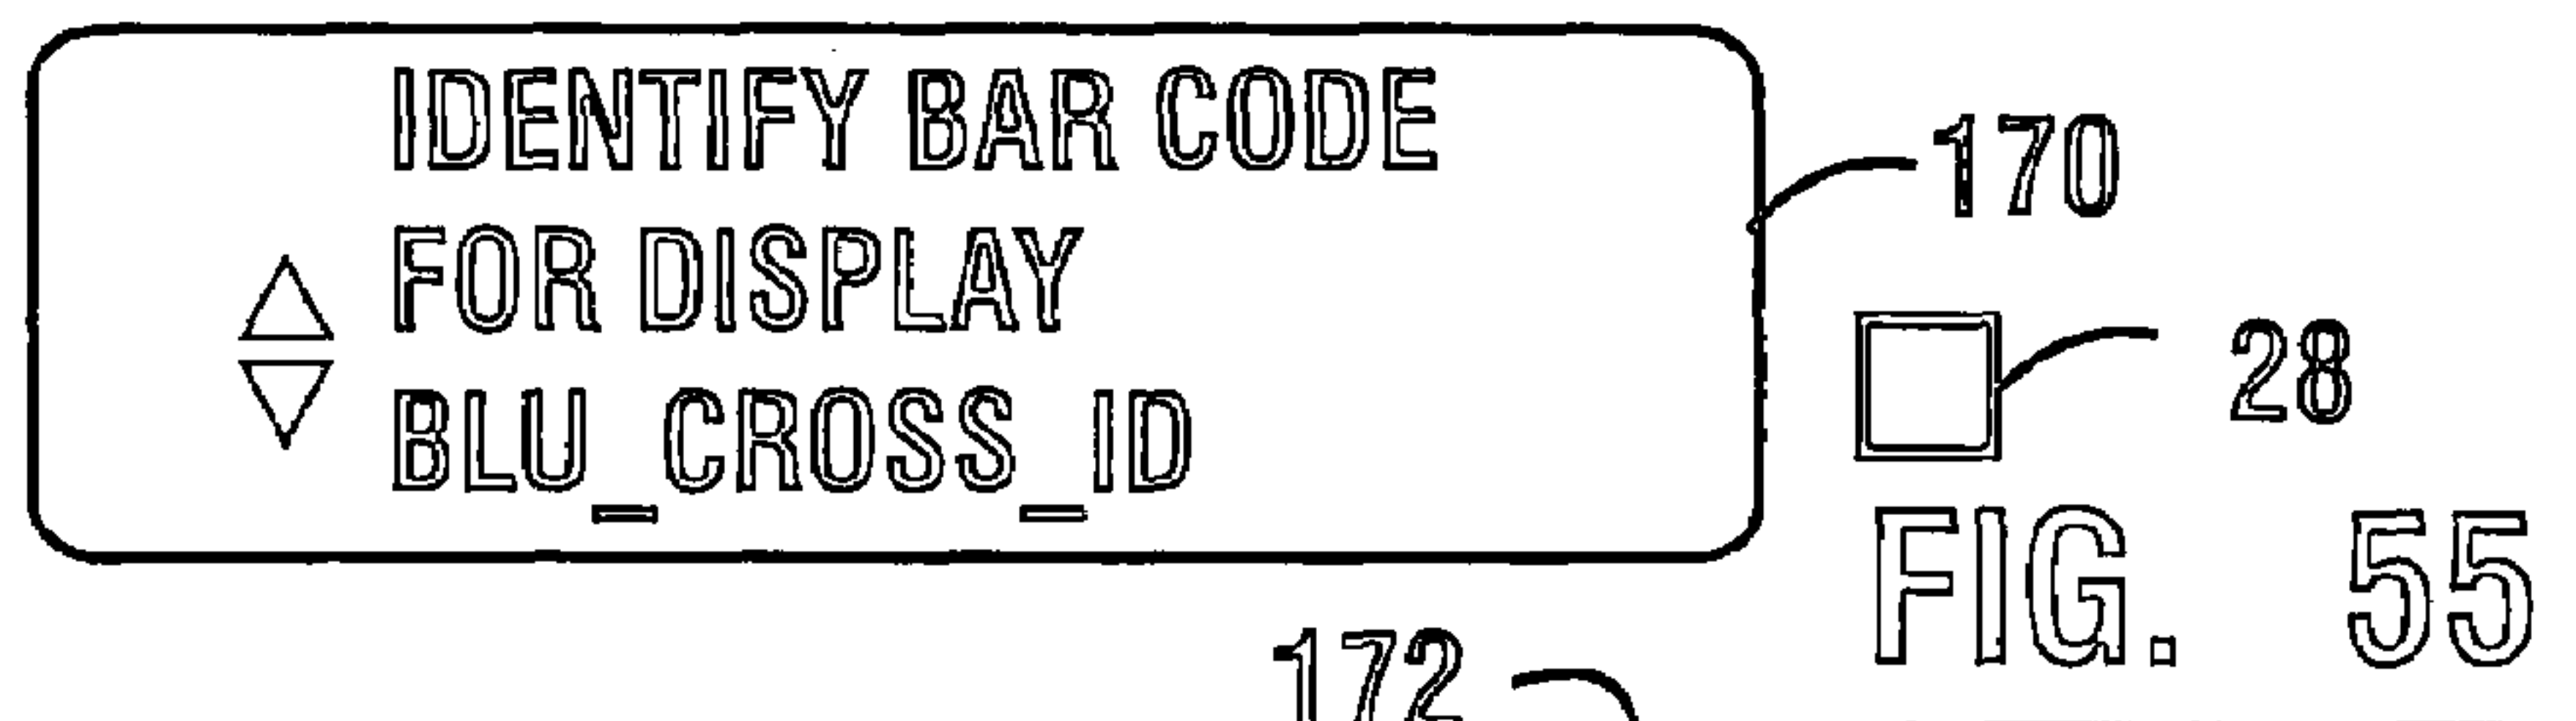 IDENTIFY BAR CODE
FOR DISPLAY
BLU_CROSS_ID
170
28
FIG. 55
172